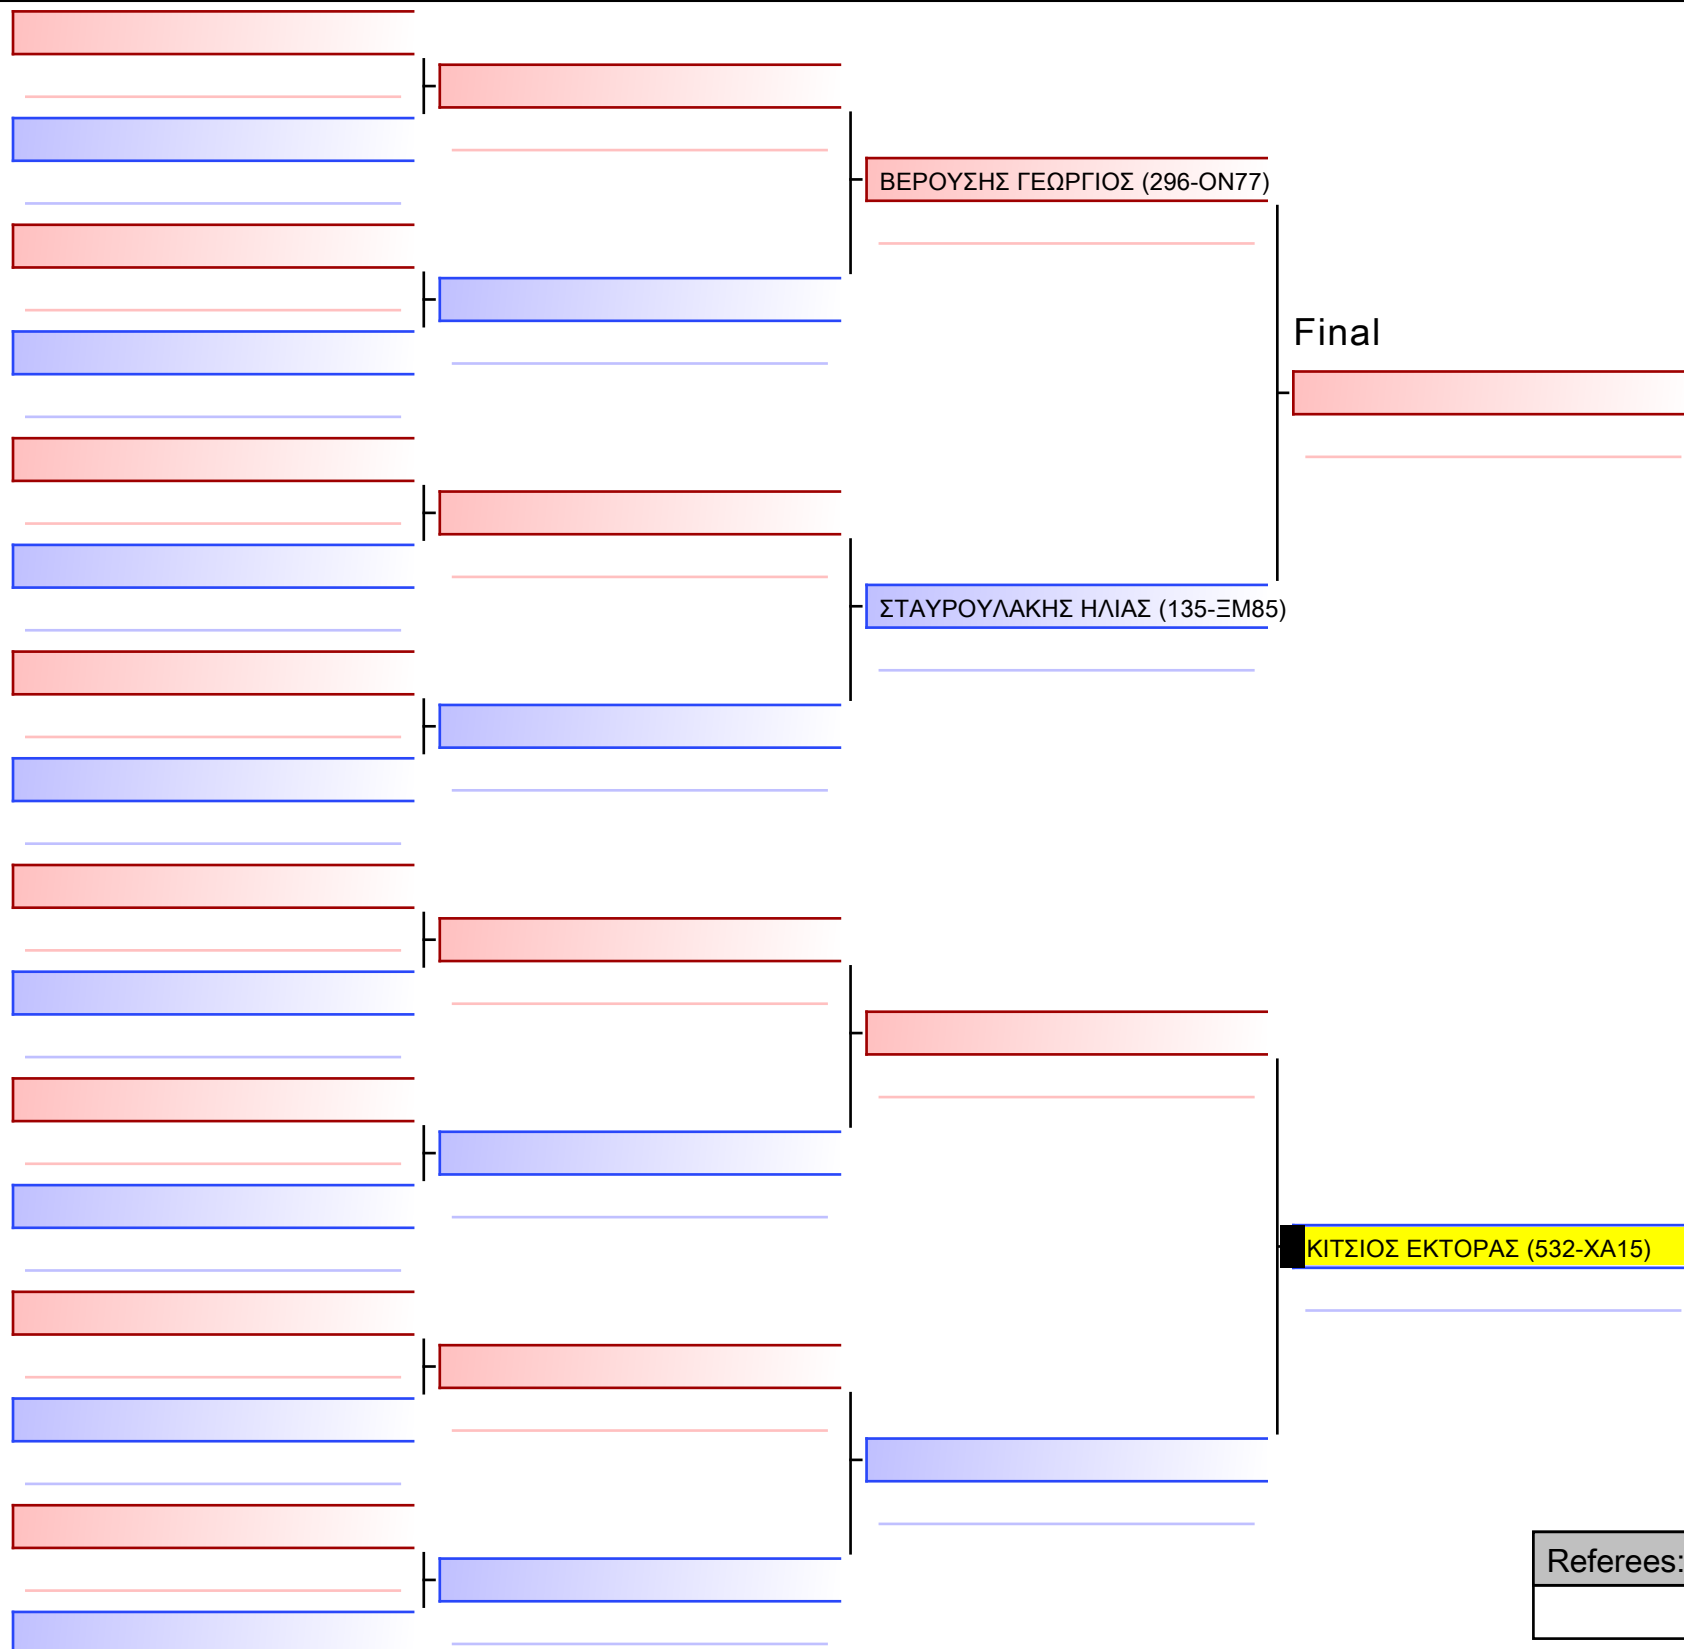 ΒΕΡΟΥΣΗΣ ΓΕΩΡΓΙΟΣ (296-ΟΝ77)
Final
ΣΤΑΥΡΟΥΛΑΚΗΣ ΗΛΙΑΣ (135-ΞΜ85)
ΚΙΤΣΙΟΣ ΕΚΤΟΡΑΣ (532-ΧΑ15)
Referees: